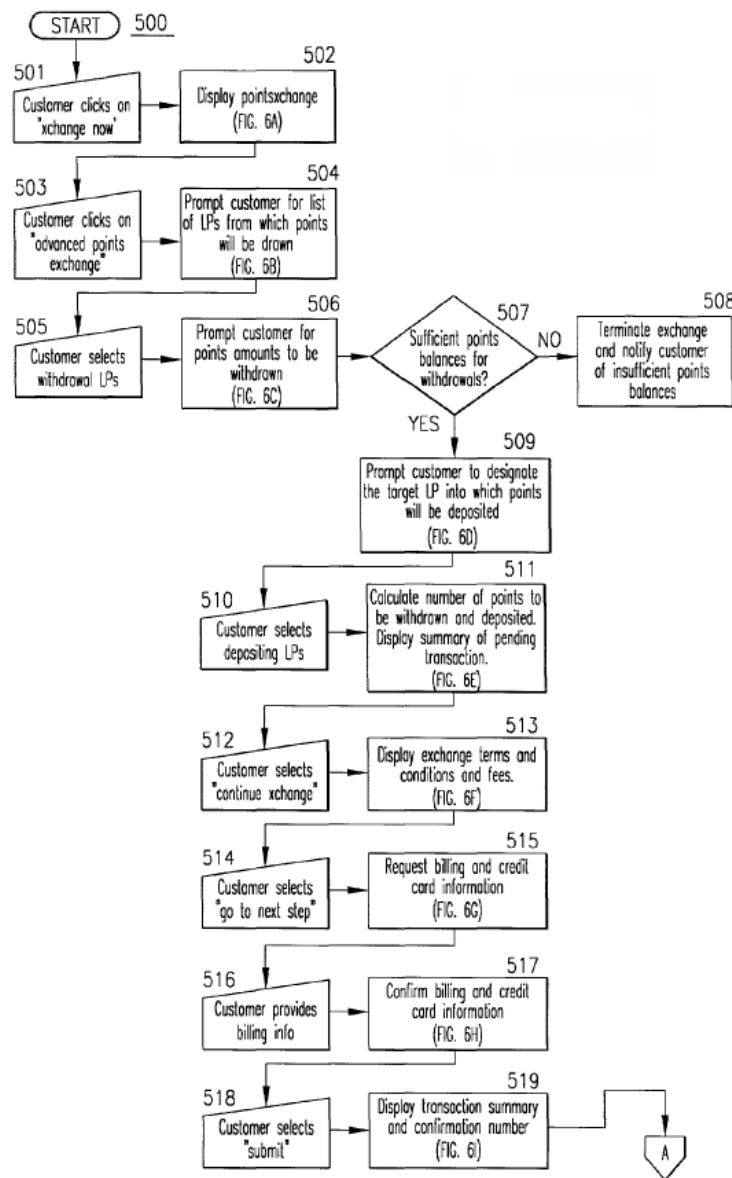 START
500
501
Customer clicks on
"xchange now"
502
Display pointsxchange
(FIG. 6A)
503
Customer clicks on
"advanced points
exchange"
504
Prompt customer for list
of LPs from which points
will be drawn
(FIG. 6B)
505
Customer selects
withdrawal LPs
506
Prompt customer for
points amounts to be
withdrawn
(FIG. 6C)
507
Sufficient points
balances for
withdrawals?
NO
YES
508
Terminate exchange
and notify customer
of insufficient points
balances
509
Prompt customer to designate
the target LP into which points
will be deposited
(FIG. 6D)
510
Customer selects
depositing LPs
511
Calculate number of points to
be withdrawn and deposited.
Display summary of pending
transaction.
(FIG. 6E)
512
Customer selects
"continue xchange"
513
Display exchange terms and
conditions and fees.
(FIG. 6F)
514
Customer selects
"go to next step"
515
Request billing and credit
card information
(FIG. 6G)
516
Customer provides
billing info
517
Confirm billing and credit
card information
(FIG. 6H)
518
Customer selects
"submit"
519
Display transaction summary
and confirmation number
(FIG. 6I)
A